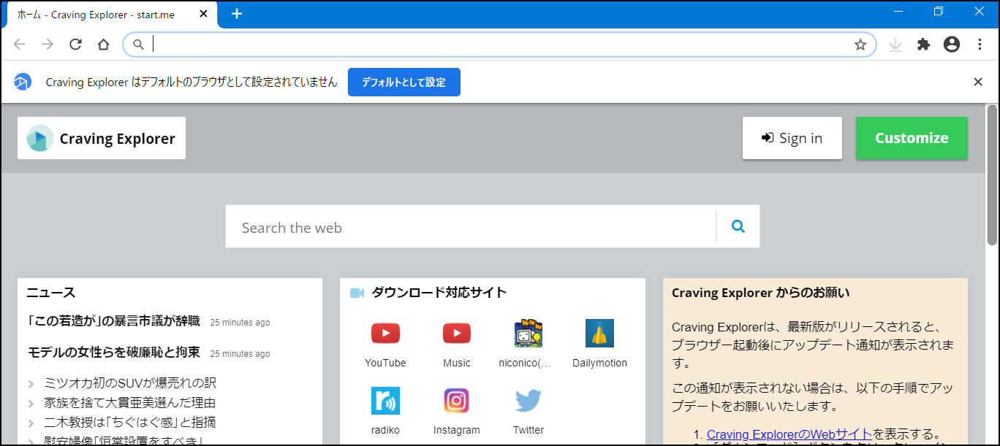 ホーム - Craving Explorer - start.me
Craving Explorer はデフォルトのブラウザとして設定されていません
デフォルトとして設定
Craving Explorer
Sign in
Customize
Search the web
ニュース
｢この若造が｣の暴言市議が辞職 25 minutes ago
モデルの女性らを破廉恥と拘束 25 minutes ago
ミツオカ初のSUVが爆売れの訳
家族を捨て大貫亜美選んだ理由
二木教授は｢ちぐはぐ感｣と指摘
慰安婦像｢恒常設置をすべき｣
ダウンロード対応サイト
YouTube
Music
niconico(...
Dailymotion
radiko
Instagram
Twitter
Craving Explorer からのお願い
Craving Explorerは、最新版がリリースされると、
ブラウザー起動後にアップデート通知が表示されま
す。
この通知が表示されない場合は、以下の手順でアッ
プデートをお願いいたします。
1. Craving ExplorerのWebサイトを表示する。